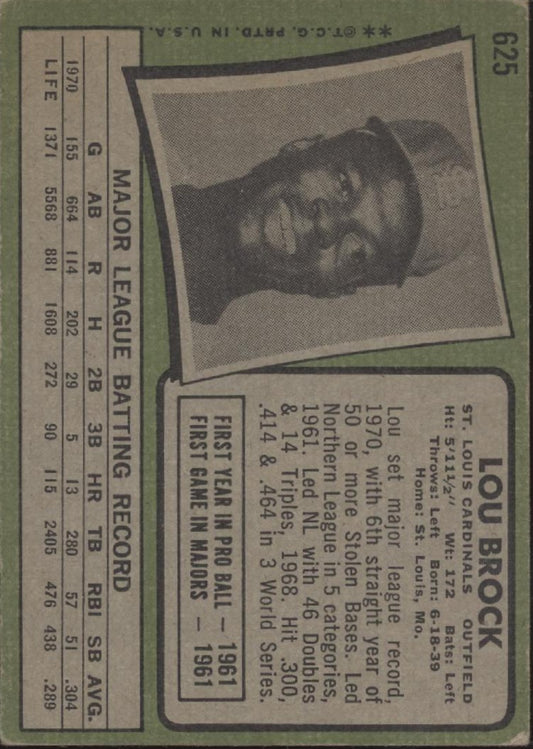 625
LOU BROCK
ST. LOUIS CARDINALS OUTFIELD
Ht: 5'11½" Wt: 172 Bats: Left
Throws: Left Born: 6-18-39
Home: St. Louis, Mo.
Lou set major league record,
1970, with 6th straight year of
50 or more Stolen Bases. Led
Northern League in 5 categories,
1961. Led NL with 46 Doubles
& 14 Triples, 1968. Hit .300,
.414 & .464 in 3 World Series.
FIRST YEAR IN PRO BALL — 1961
FIRST GAME IN MAJORS — 1961
**©T.C.G. PRTD. IN U.S.A.
MAJOR LEAGUE BATTING RECORD
G AB R H 2B 3B HR TB RBI SB AVG.
1970 155 664 114 202 29 5 13 280 57 51 .304
LIFE 1371 5568 881 1608 272 90 115 2405 476 438 .289